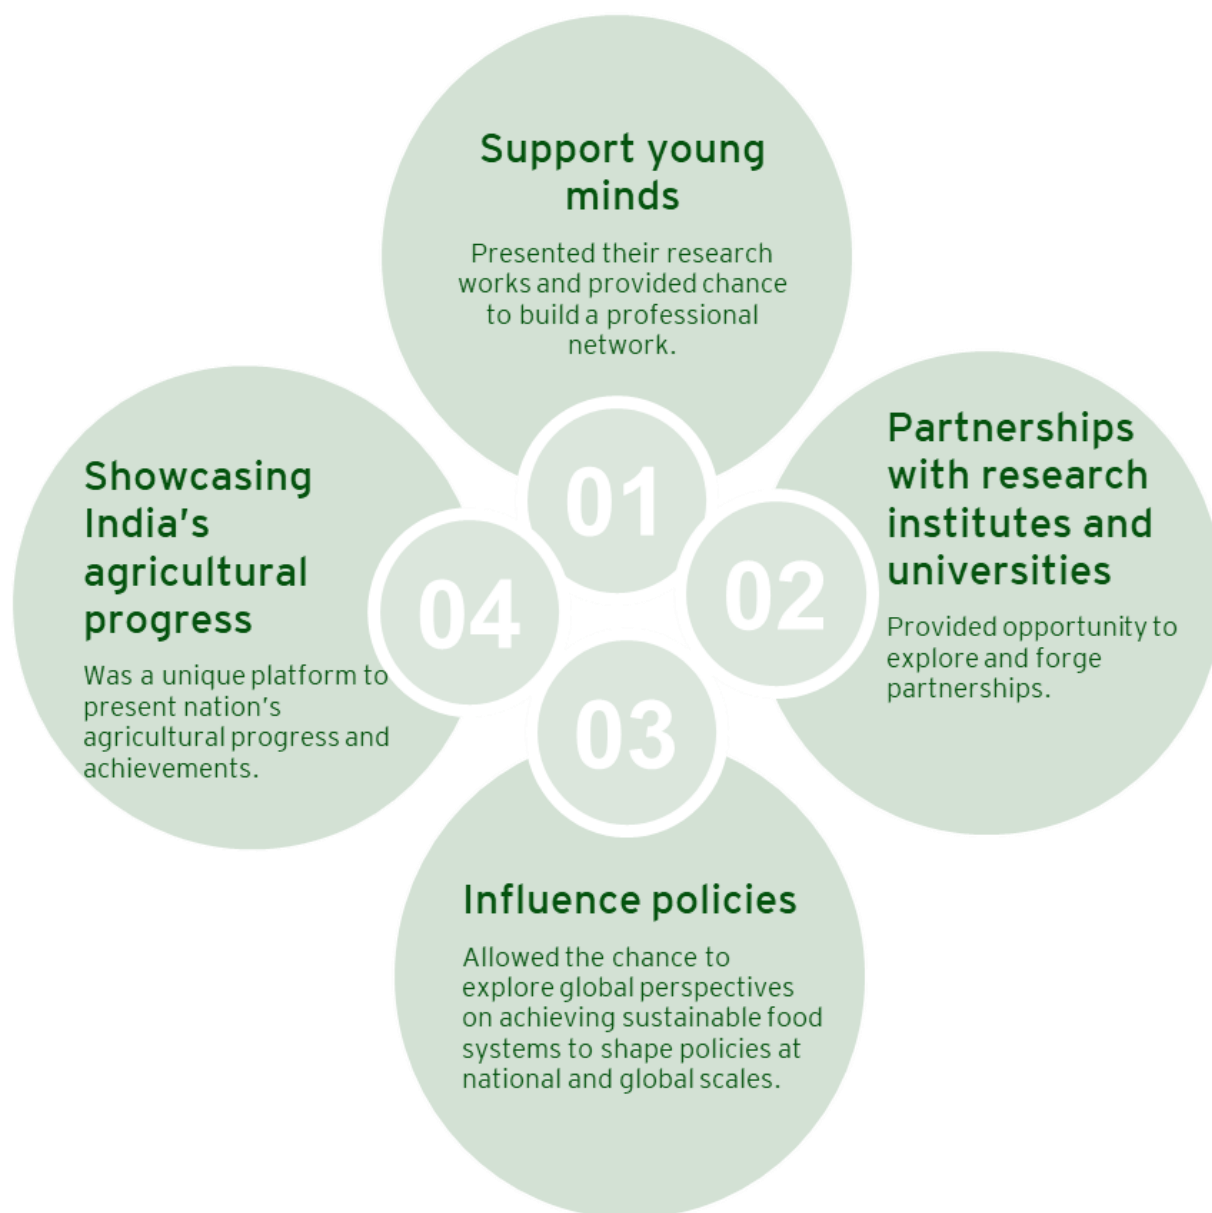 Support young
minds
Presented their research
works and provided chance
to build a professional
network.
01
Partnerships
with research
institutes and
universities
Provided opportunity to
explore and forge
partnerships.
02
Influence policies
Allowed the chance to
explore global perspectives
on achieving sustainable food
systems to shape policies at
national and global scales.
03
Showcasing
India's
agricultural
progress
Was a unique platform to
present nation's
agricultural progress and
achievements.
04